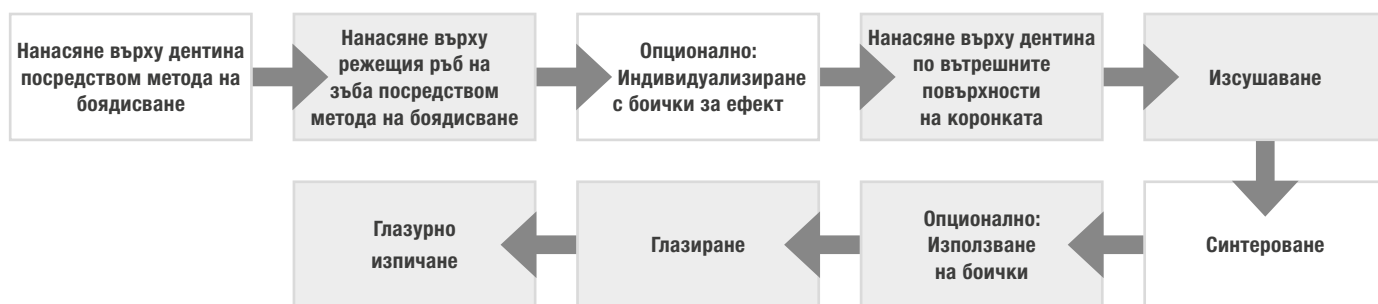 Нанасяне върху дентина
посредством метода на
боядисване
Нанасяне върху
режещия ръб на
зъба посредством
метода на боядисване
Опционално:
Индивидуализиране
с боички за ефект
Нанасяне върху дентина
по вътрешните
повърхности
на коронката
Изсушаване
Синтероване
Опционално:
Използване
на боички
Глазиране
Глазурно
изпичане